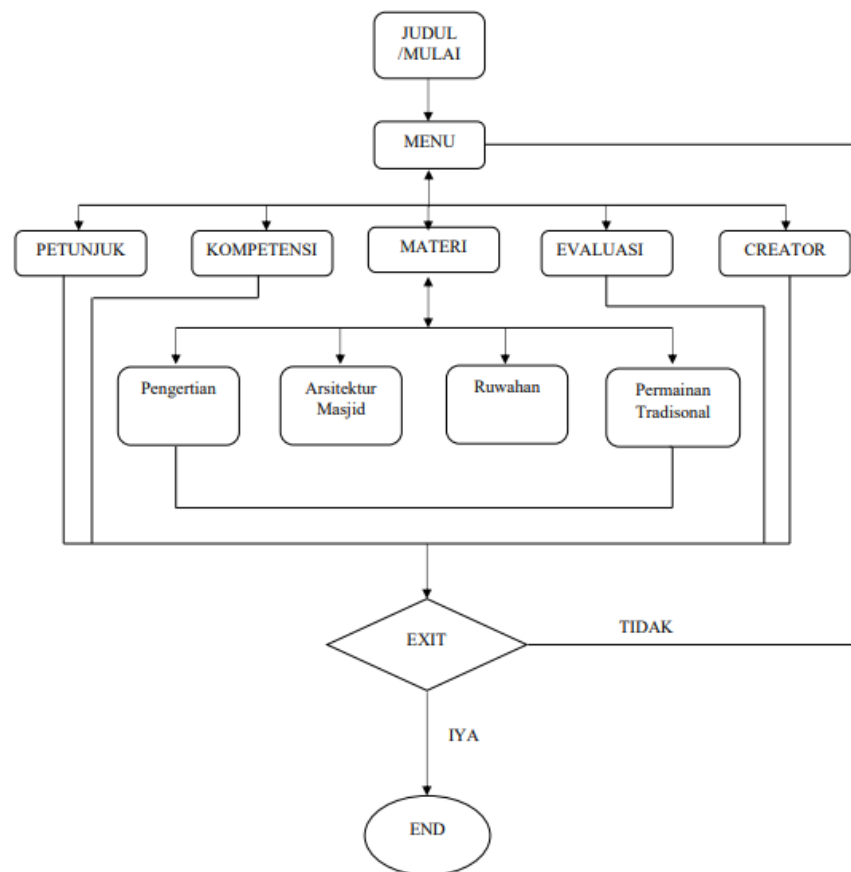 JUDUL
/MULAI
MENU
PETUNJUK
KOMPETENSI
MATERI
EVALUASI
CREATOR
Pengertian
Arsitektur
Masjid
Ruwahan
Permainan
Tradisonal
EXIT
TIDAK
IYA
END